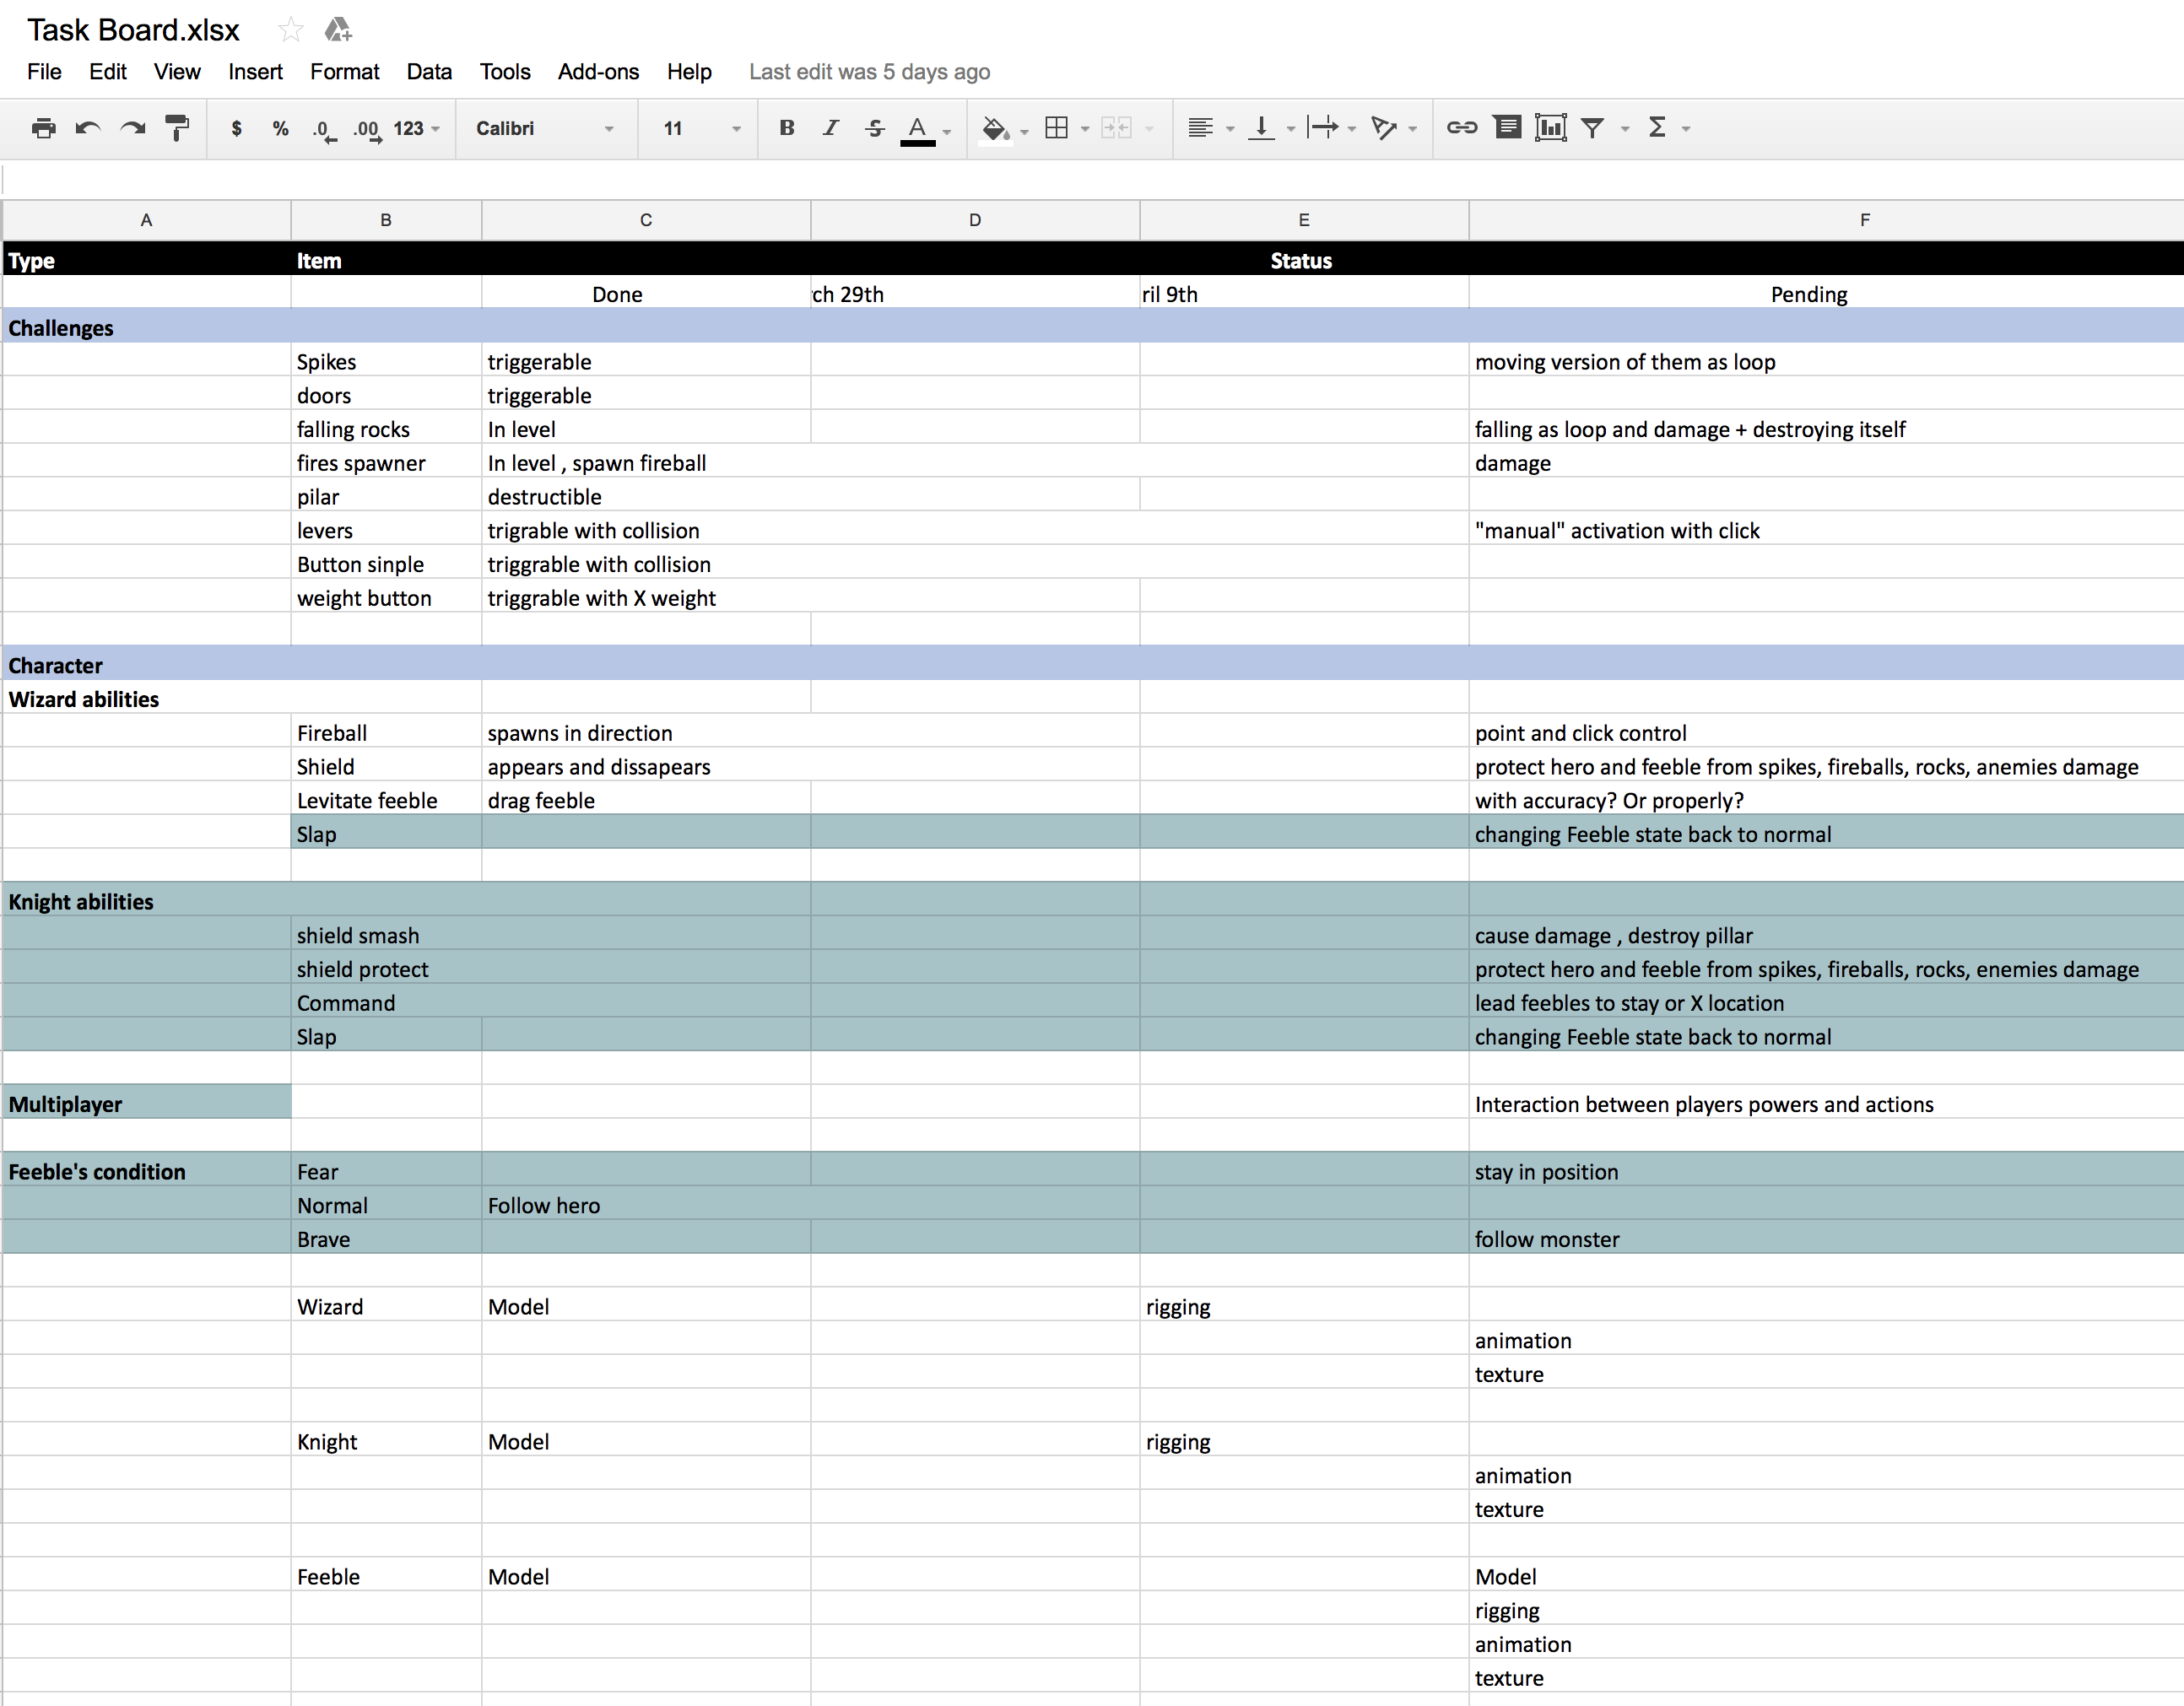 Task Board.xlsx
File Edit View Insert Format Data Tools Add-ons Help Last edit was 5 days ago
$ % .0 .00 123 Calibri 11 B I S A Σ
A B C D E F
Type Item Status
Done ch 29th ril 9th Pending
Challenges
Spikes triggerable moving version of them as loop
doors triggerable
falling rocks In level falling as loop and damage + destroying itself
fires spawner In level , spawn fireball damage
pilar destructible
levers trigrable with collision "manual" activation with click
Button sinple triggrable with collision
weight button triggrable with X weight
Character
Wizard abilities
Fireball spawns in direction point and click control
Shield appears and dissapears protect hero and feeble from spikes, fireballs, rocks, anemies damage
Levitate feeble drag feeble with accuracy? Or properly?
Slap changing Feeble state back to normal
Knight abilities
shield smash cause damage , destroy pillar
shield protect protect hero and feeble from spikes, fireballs, rocks, enemies damage
Command lead feebles to stay or X location
Slap changing Feeble state back to normal
Multiplayer Interaction between players powers and actions
Feeble's condition Fear stay in position
Normal Follow hero
Brave follow monster
Wizard Model rigging
animation
texture
Knight Model rigging
animation
texture
Feeble Model Model
rigging
animation
texture